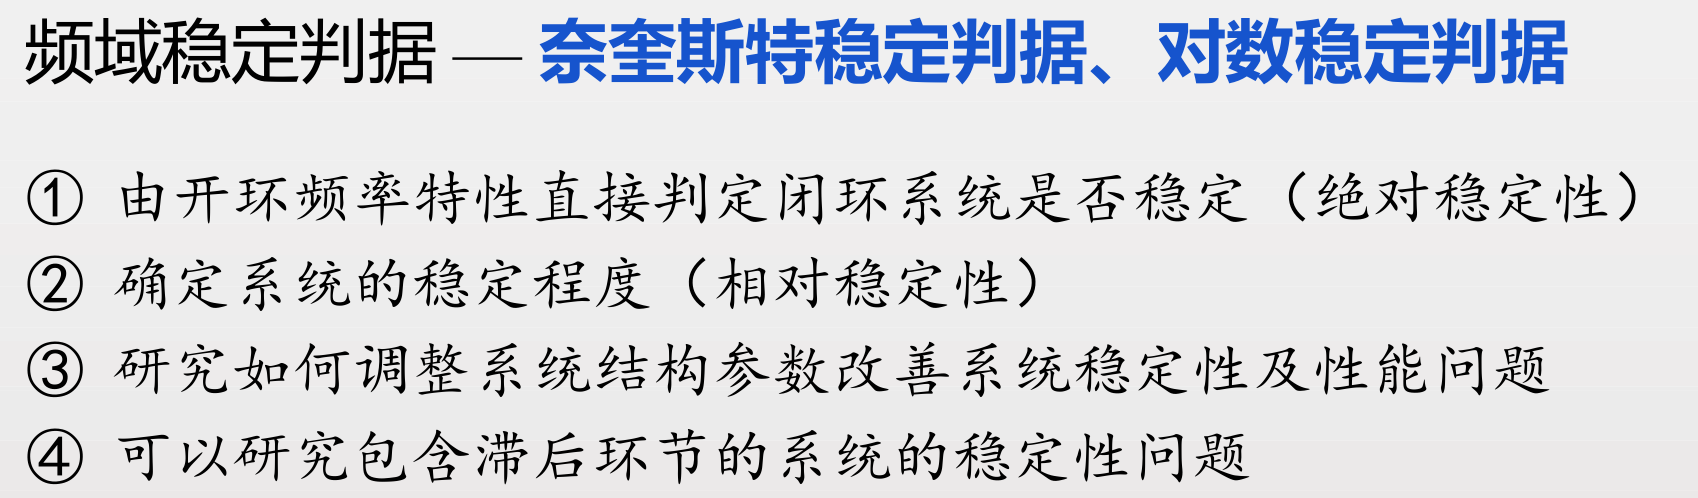 频域稳定判据 — 奈奎斯特稳定判据、对数稳定判据
① 由开环频率特性直接判定闭环系统是否稳定（绝对稳定性）
② 确定系统的稳定程度（相对稳定性）
③ 研究如何调整系统结构参数改善系统稳定性及性能问题
④ 可以研究包含滞后环节的系统的稳定性问题